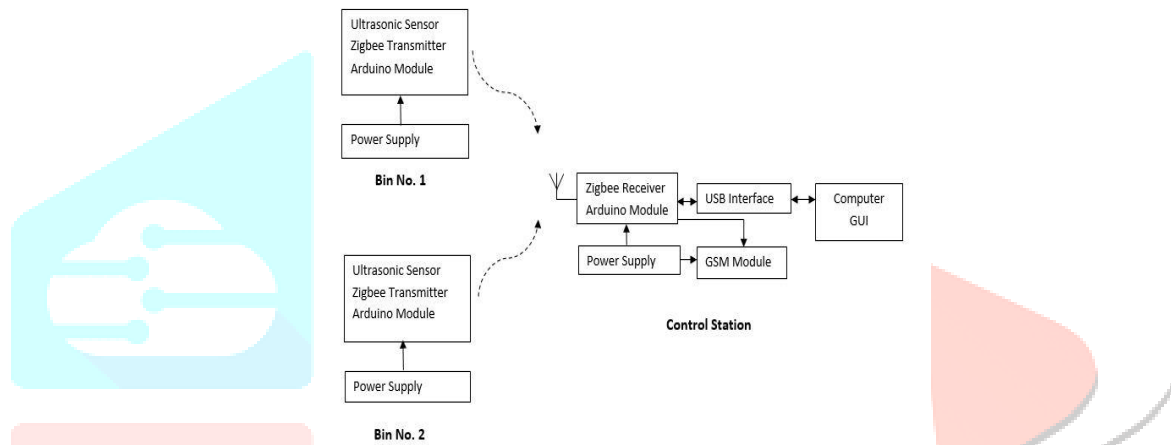 Ultrasonic Sensor
Zigbee Transmitter
Arduino Module
Power Supply
Bin No. 1
Zigbee Receiver
Arduino Module
USB Interface
Computer
GUI
Power Supply
GSM Module
Control Station
Ultrasonic Sensor
Zigbee Transmitter
Arduino Module
Power Supply
Bin No. 2